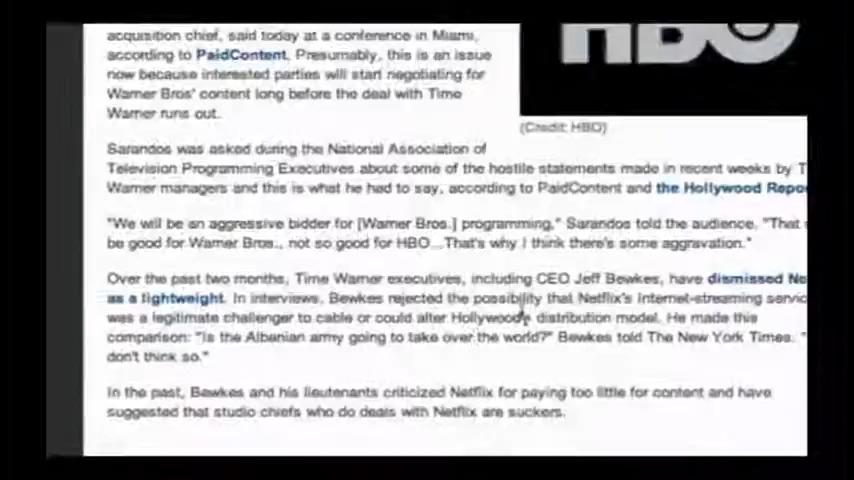 acquisition chief, said today at a conference in Miami,
according to PaidContent. Presumably, this is an issue
now because interested parties will start negotiating for
Warner Bros' content long before the deal with Time
Warner runs out.
HBO
(Credit: HBO)
Sarandos was asked during the National Association of
Television Programming Executives about some of the hostile statements made in recent weeks by T
Warner managers and this is what he had to say, according to PaidContent and the Hollywood Repor
"We will be an aggressive bidder for [Warner Bros.] programming," Sarandos told the audience. "That
be good for Warner Bros., not so good for HBO...That's why I think there's some aggravation."
Over the past two months, Time Warner executives, including CEO Jeff Bewkes, have dismissed Ne
as a lightweight. In interviews, Bewkes rejected the possibility that Netflix's Internet-streaming servic
was a legitimate challenger to cable or could alter Hollywood's distribution model. He made this
comparison: "Is the Albanian army going to take over the world?" Bewkes told The New York Times. "
don't think so."
In the past, Bewkes and his lieutenants criticized Netflix for paying too little for content and have
suggested that studio chiefs who do deals with Netflix are suckers.